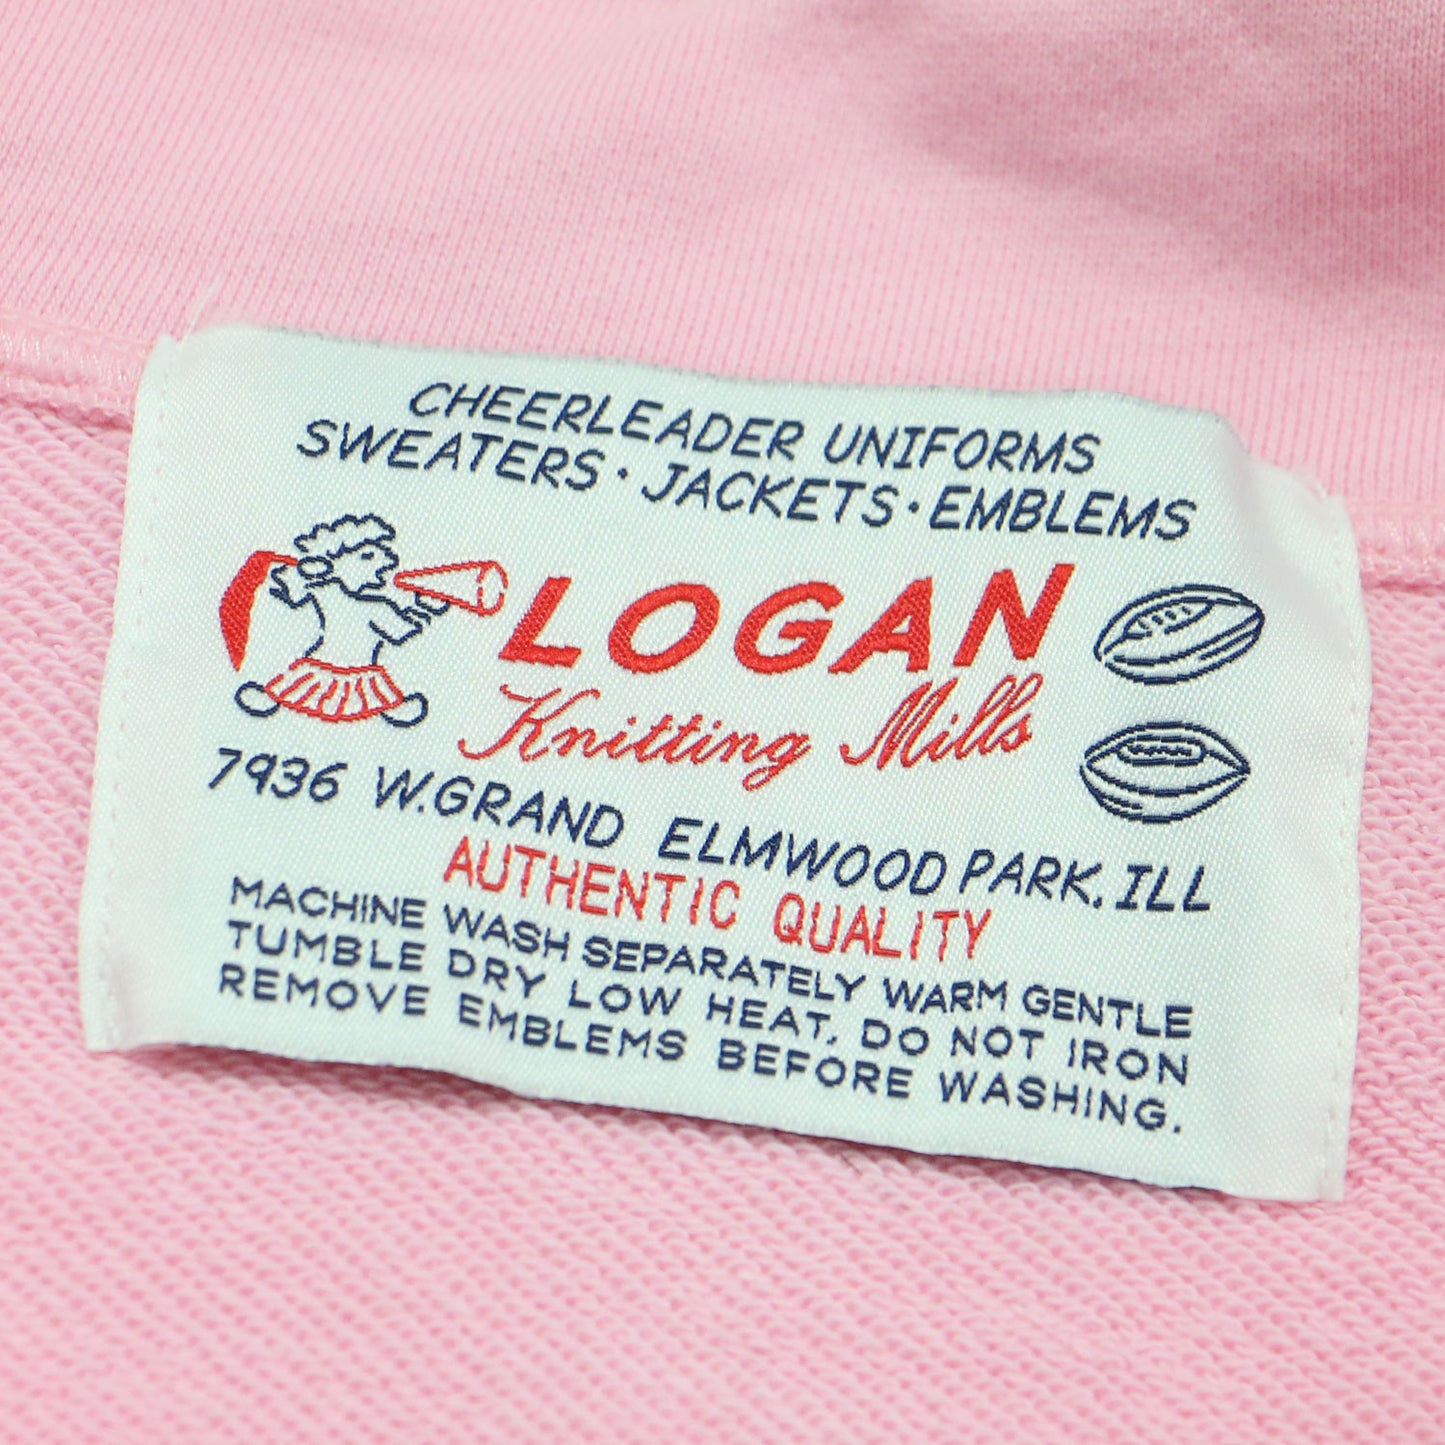 CHEERLEADER UNIFORMS
SWEATERS · JACKETS · EMBLEMS
LOGAN
Knitting Mills
7936 W.GRAND ELMWOOD PARK, ILL
AUTHENTIC QUALITY
MACHINE WASH SEPARATELY WARM GENTLE
TUMBLE DRY LOW HEAT. DO NOT IRON
REMOVE EMBLEMS BEFORE WASHING.